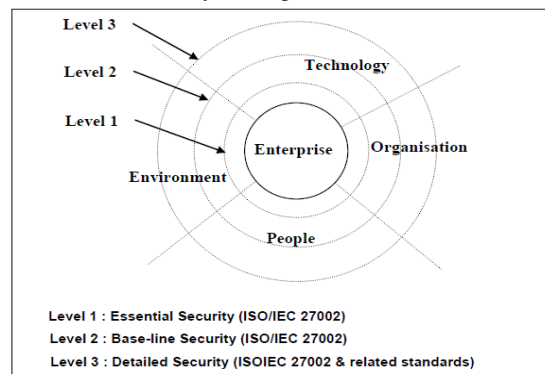 Level 3
Technology
Level 2
Level 1
Enterprise
Organisation
Environment
People
Level 1 : Essential Security (ISO/IEC 27002)
Level 2 : Base-line Security (ISO/IEC 27002)
Level 3 : Detailed Security (ISOIEC 27002 & related standards)